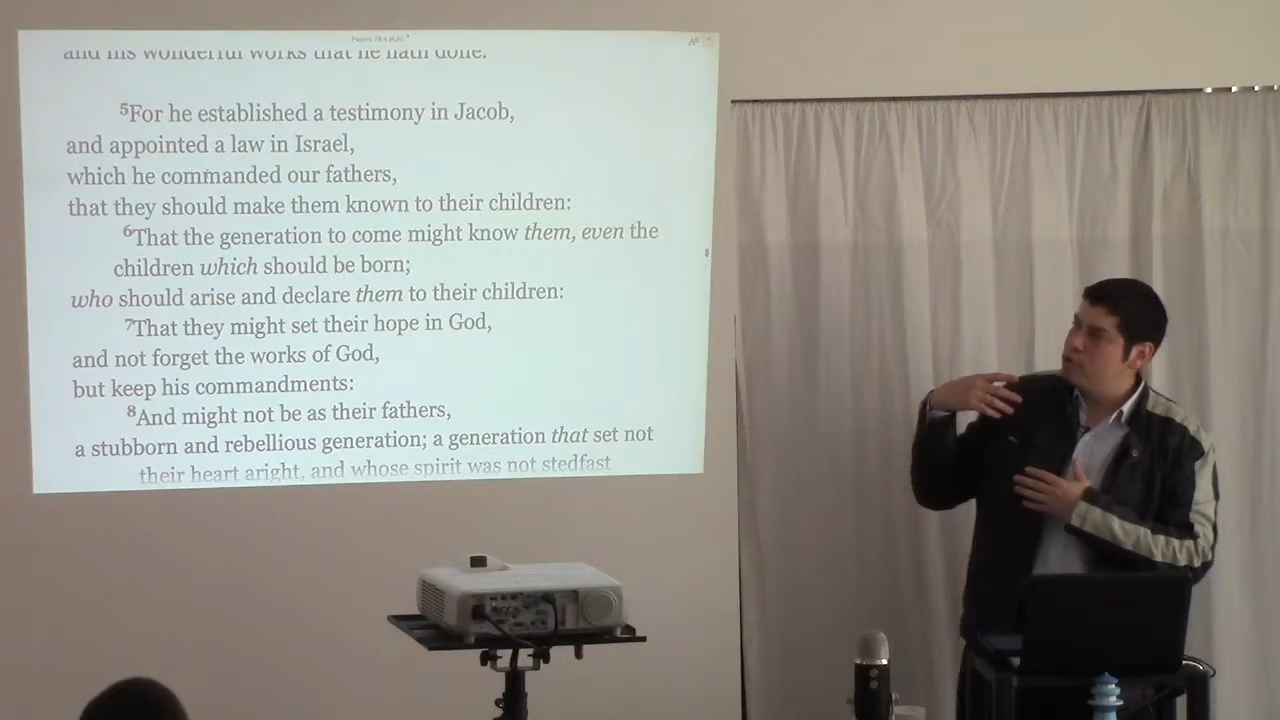 Psalms 78:4 (KJV)
and his wonderful works that he hath done.
5For he established a testimony in Jacob,
and appointed a law in Israel,
which he commanded our fathers,
that they should make them known to their children:
6That the generation to come might know them, even the
children which should be born;
who should arise and declare them to their children:
7That they might set their hope in God,
and not forget the works of God,
but keep his commandments:
8And might not be as their fathers,
a stubborn and rebellious generation; a generation that set not
their heart aright, and whose spirit was not stedfast